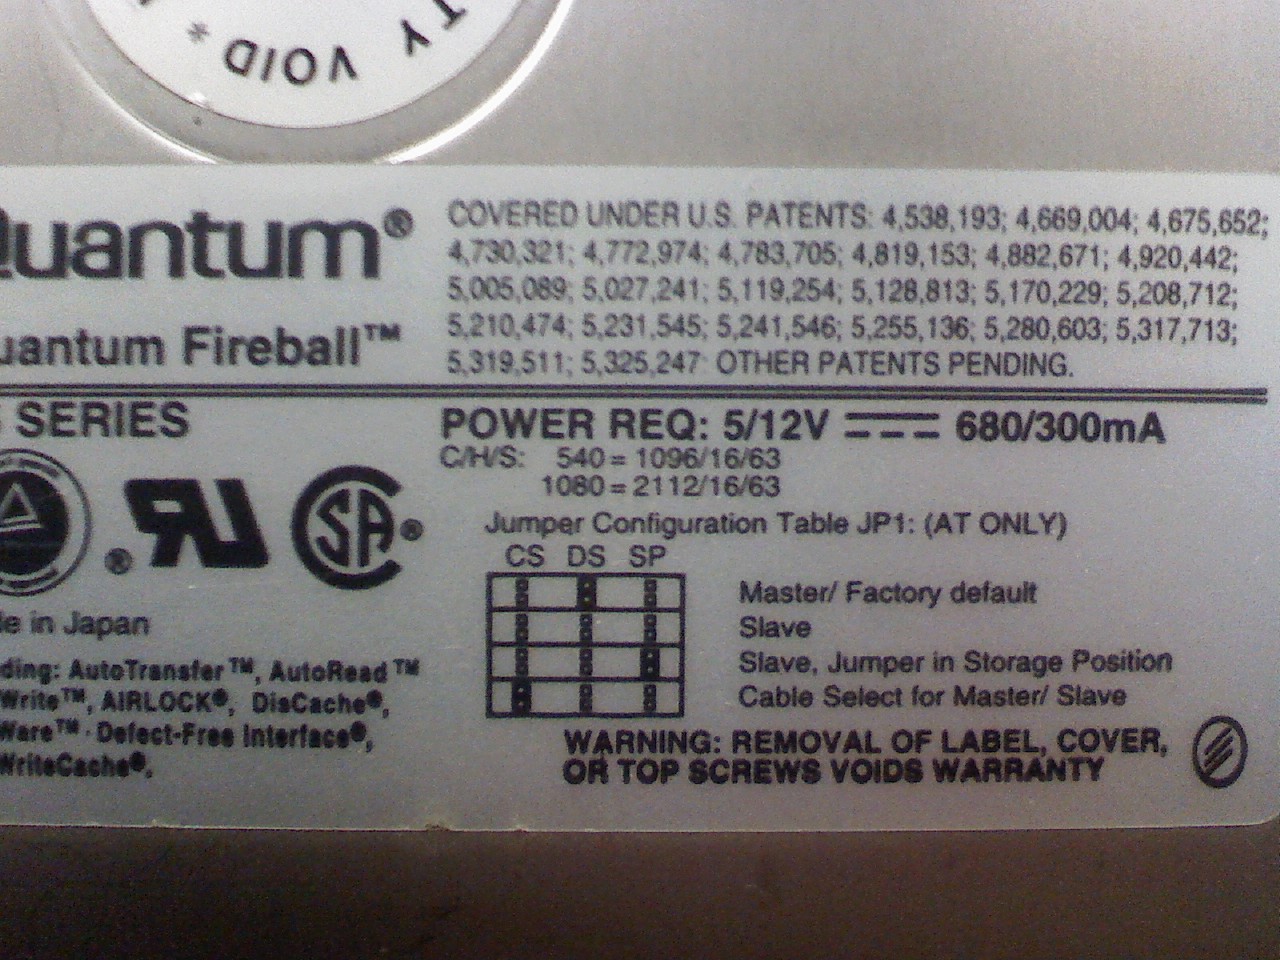 TY VOID *
Quantum®
COVERED UNDER U.S. PATENTS: 4,538,193; 4,669,004; 4,675,652;
4,730,321; 4,772,974; 4,783,705; 4,819,153; 4,882,671; 4,920,442;
5,005,089; 5,027,241; 5,119,254; 5,128,813; 5,170,229; 5,208,712;
uantum Fireball™
5,210,474; 5,231,545; 5,241,546; 5,255,136; 5,280,603; 5,317,713;
5,319,511; 5,325,247 OTHER PATENTS PENDING.
SERIES
POWER REQ: 5/12V 680/300mA
C/H/S: 540 = 1096/16/63
1080 = 2112/16/63
Jumper Configuration Table JP1: (AT ONLY)
CS DS SP
Master/ Factory default
Slave
Slave, Jumper in Storage Position
Cable Select for Master/ Slave
WARNING: REMOVAL OF LABEL, COVER,
OR TOP SCREWS VOIDS WARRANTY
® RU SA®
de in Japan
ding: AutoTransfer™, AutoRead™
Write™, AIRLOCK®, DisCache®,
Ware™ · Defect-Free Interface®,
WriteCache®,